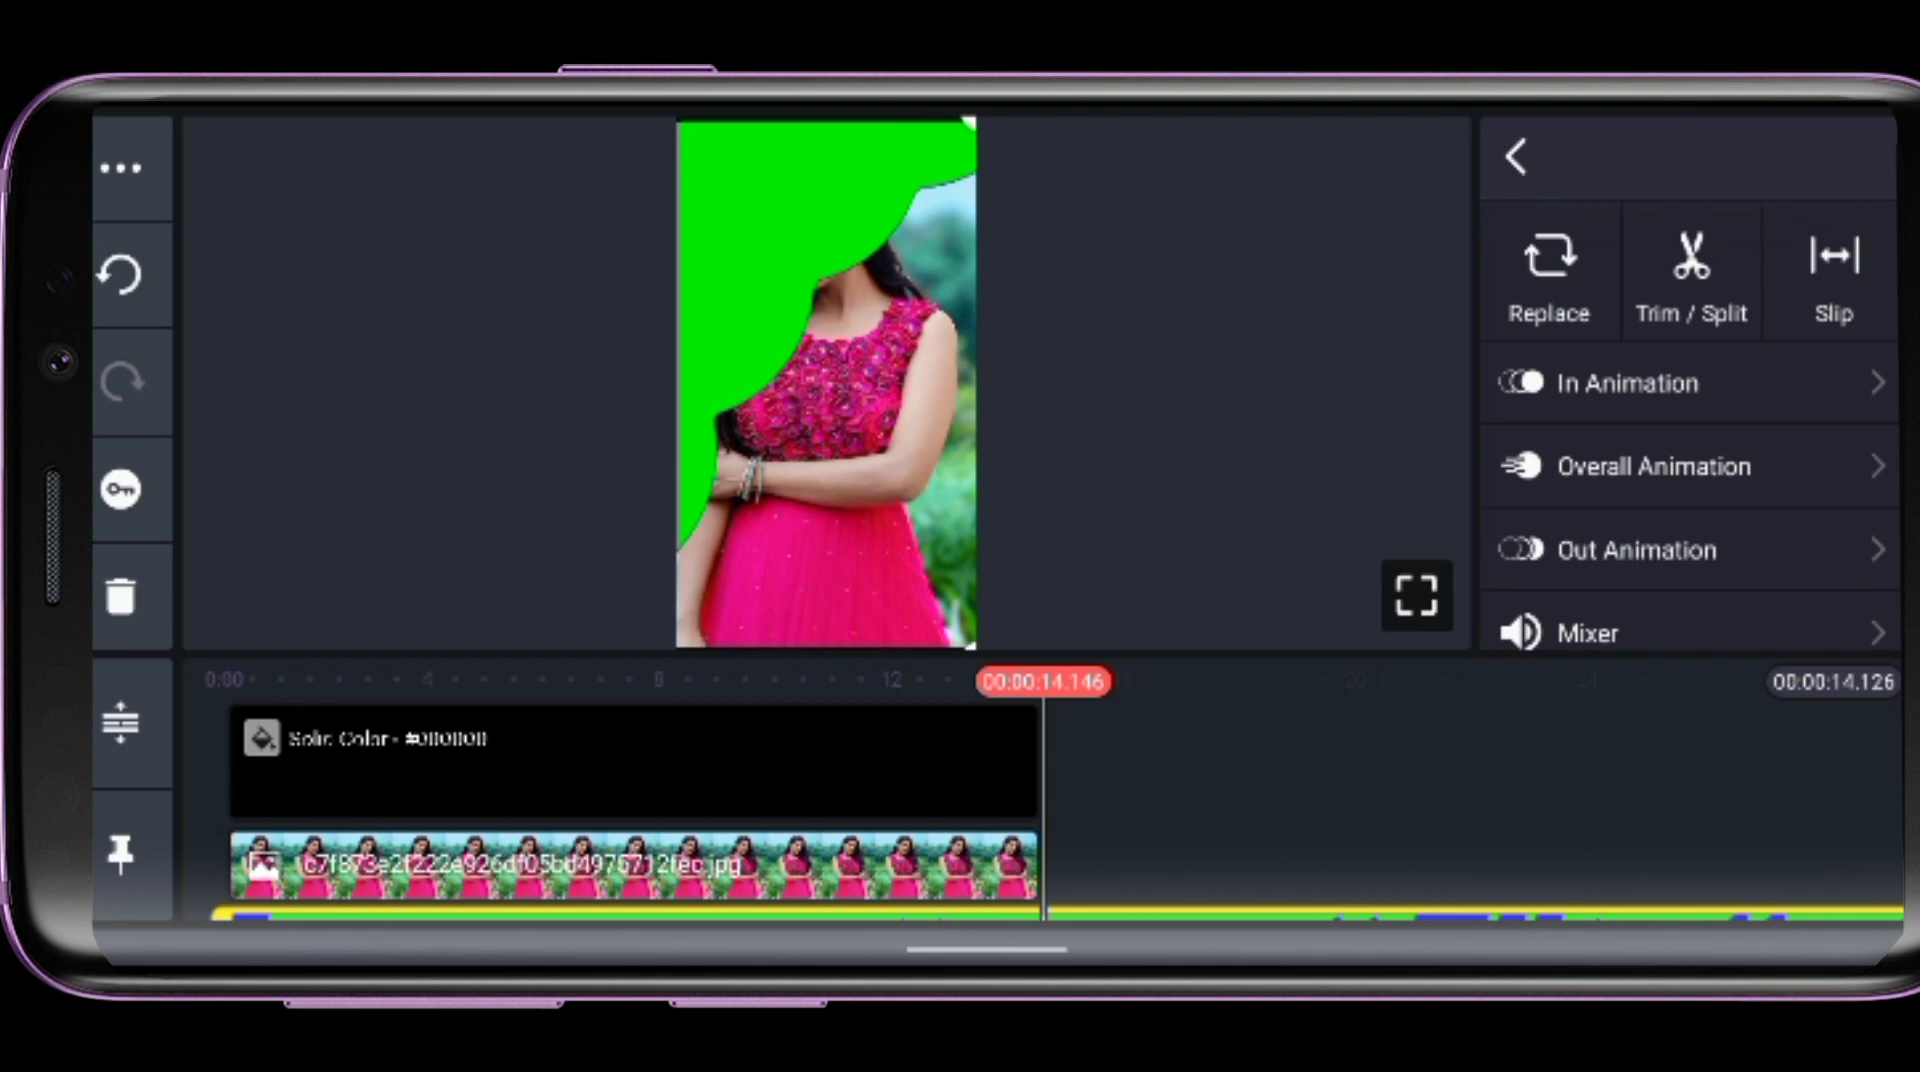 Replace
Trim / Split
Slip
In Animation
Overall Animation
Out Animation
Mixer
0:00
4
8
12
00:00:14.146
00:00:14.126
Solid Color - #000000
c7f873e2f222e926df05bd4975712fec.jpg